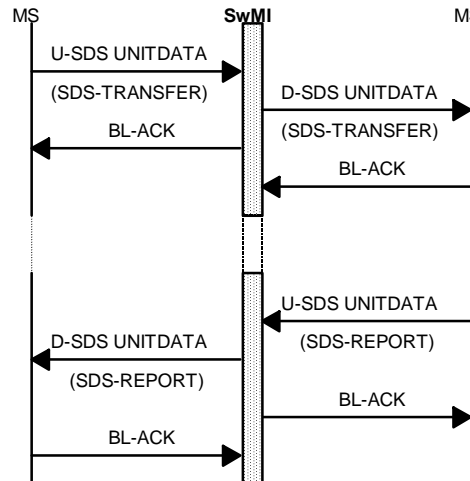 MS SwMI MS
U-SDS UNITDATA
(SDS-TRANSFER)
D-SDS UNITDATA
(SDS-TRANSFER)
BL-ACK
BL-ACK
U-SDS UNITDATA
(SDS-REPORT)
D-SDS UNITDATA
(SDS-REPORT)
BL-ACK
BL-ACK